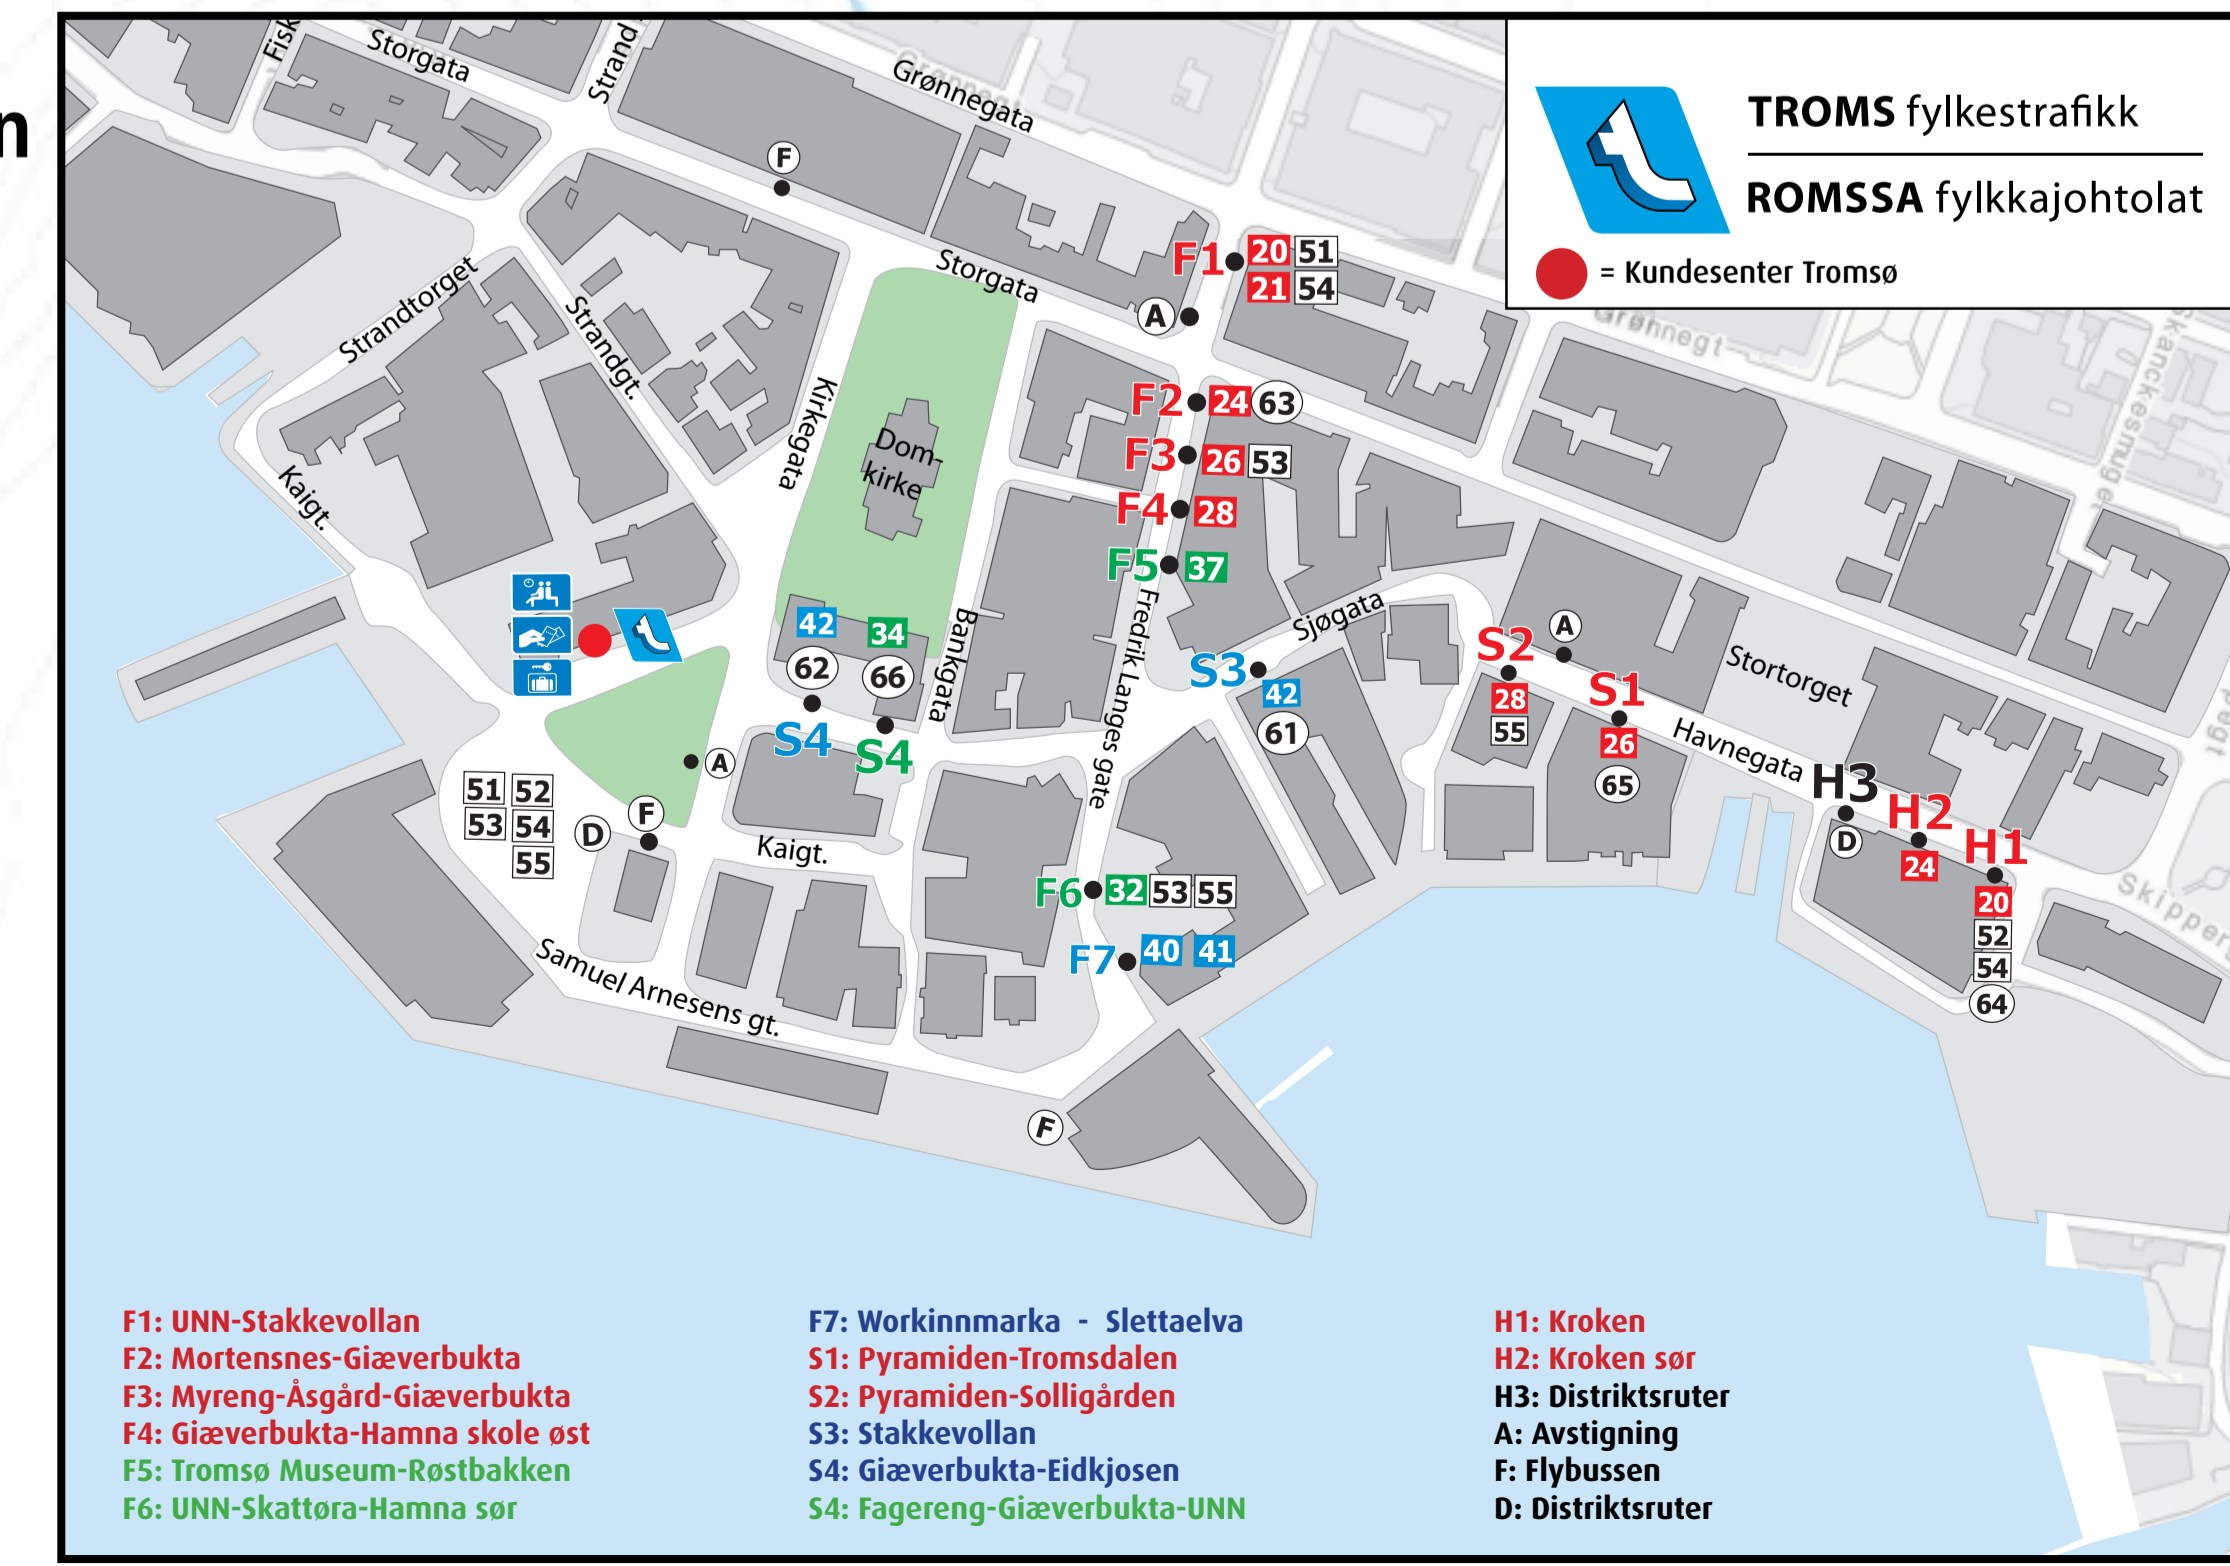 n
TROMS fylkestrafikk
ROMSSA fylkkajohtolat
= Kundesenter Tromsø
Storgata
Grønnegata
F
Storgata
Strandtorget
Strandgt.
Kirkegata
Dom-
kirke
Kaigt.
F1 20 51
21 54
A
F2 24 63
F3 26 53
F4 28
F5 37
Grønnegt
Skanckesmuget
Sjøgata
Fredrik Langes gate
Bankgata
42 34
62 66
S4 S4
S3
42
61
S2
28
55
A
S1
26
65
Stortorget
Havnegata
H3
D
H2
24
H1
20
52
54
64
A
F
D
51 52
53 54
55
Kaigt.
Samuel Arnesens gt.
F6 32 53 55
F7 40 41
F
F1: UNN-Stakkevollan
F2: Mortensnes-Giæverbukta
F3: Myreng-Åsgård-Giæverbukta
F4: Giæverbukta-Hamna skole øst
F5: Tromsø Museum-Røstbakken
F6: UNN-Skattøra-Hamna sør
F7: Workinnmarka - Slettaelva
S1: Pyramiden-Tromsdalen
S2: Pyramiden-Solligården
S3: Stakkevollan
S4: Giæverbukta-Eidkjosen
S4: Fagereng-Giæverbukta-UNN
H1: Kroken
H2: Kroken sør
H3: Distriktsruter
A: Avstigning
F: Flybussen
D: Distriktsruter